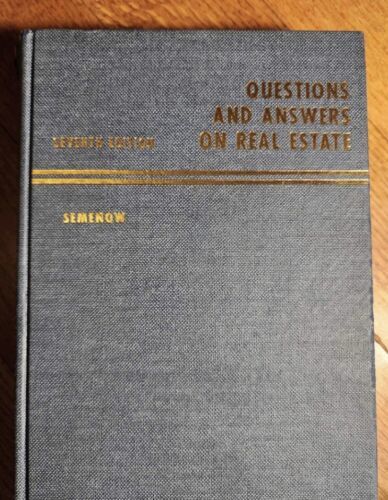 QUESTIONS
AND ANSWERS
SEVENTH EDITION
ON REAL ESTATE
SEMENOW